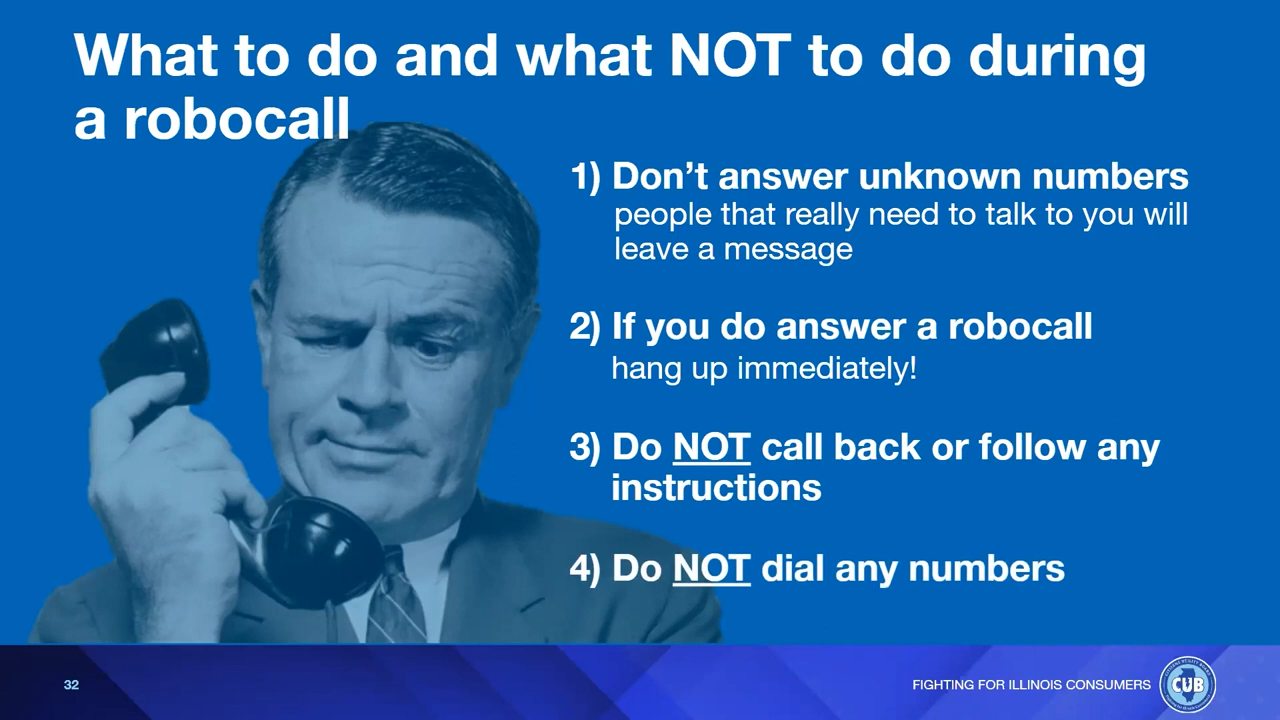 What to do and what NOT to do during
a robocall
1) Don’t answer unknown numbers
people that really need to talk to you will
leave a message
2) If you do answer a robocall
hang up immediately!
3) Do NOT call back or follow any
instructions
4) Do NOT dial any numbers
32
FIGHTING FOR ILLINOIS CONSUMERS
CUB